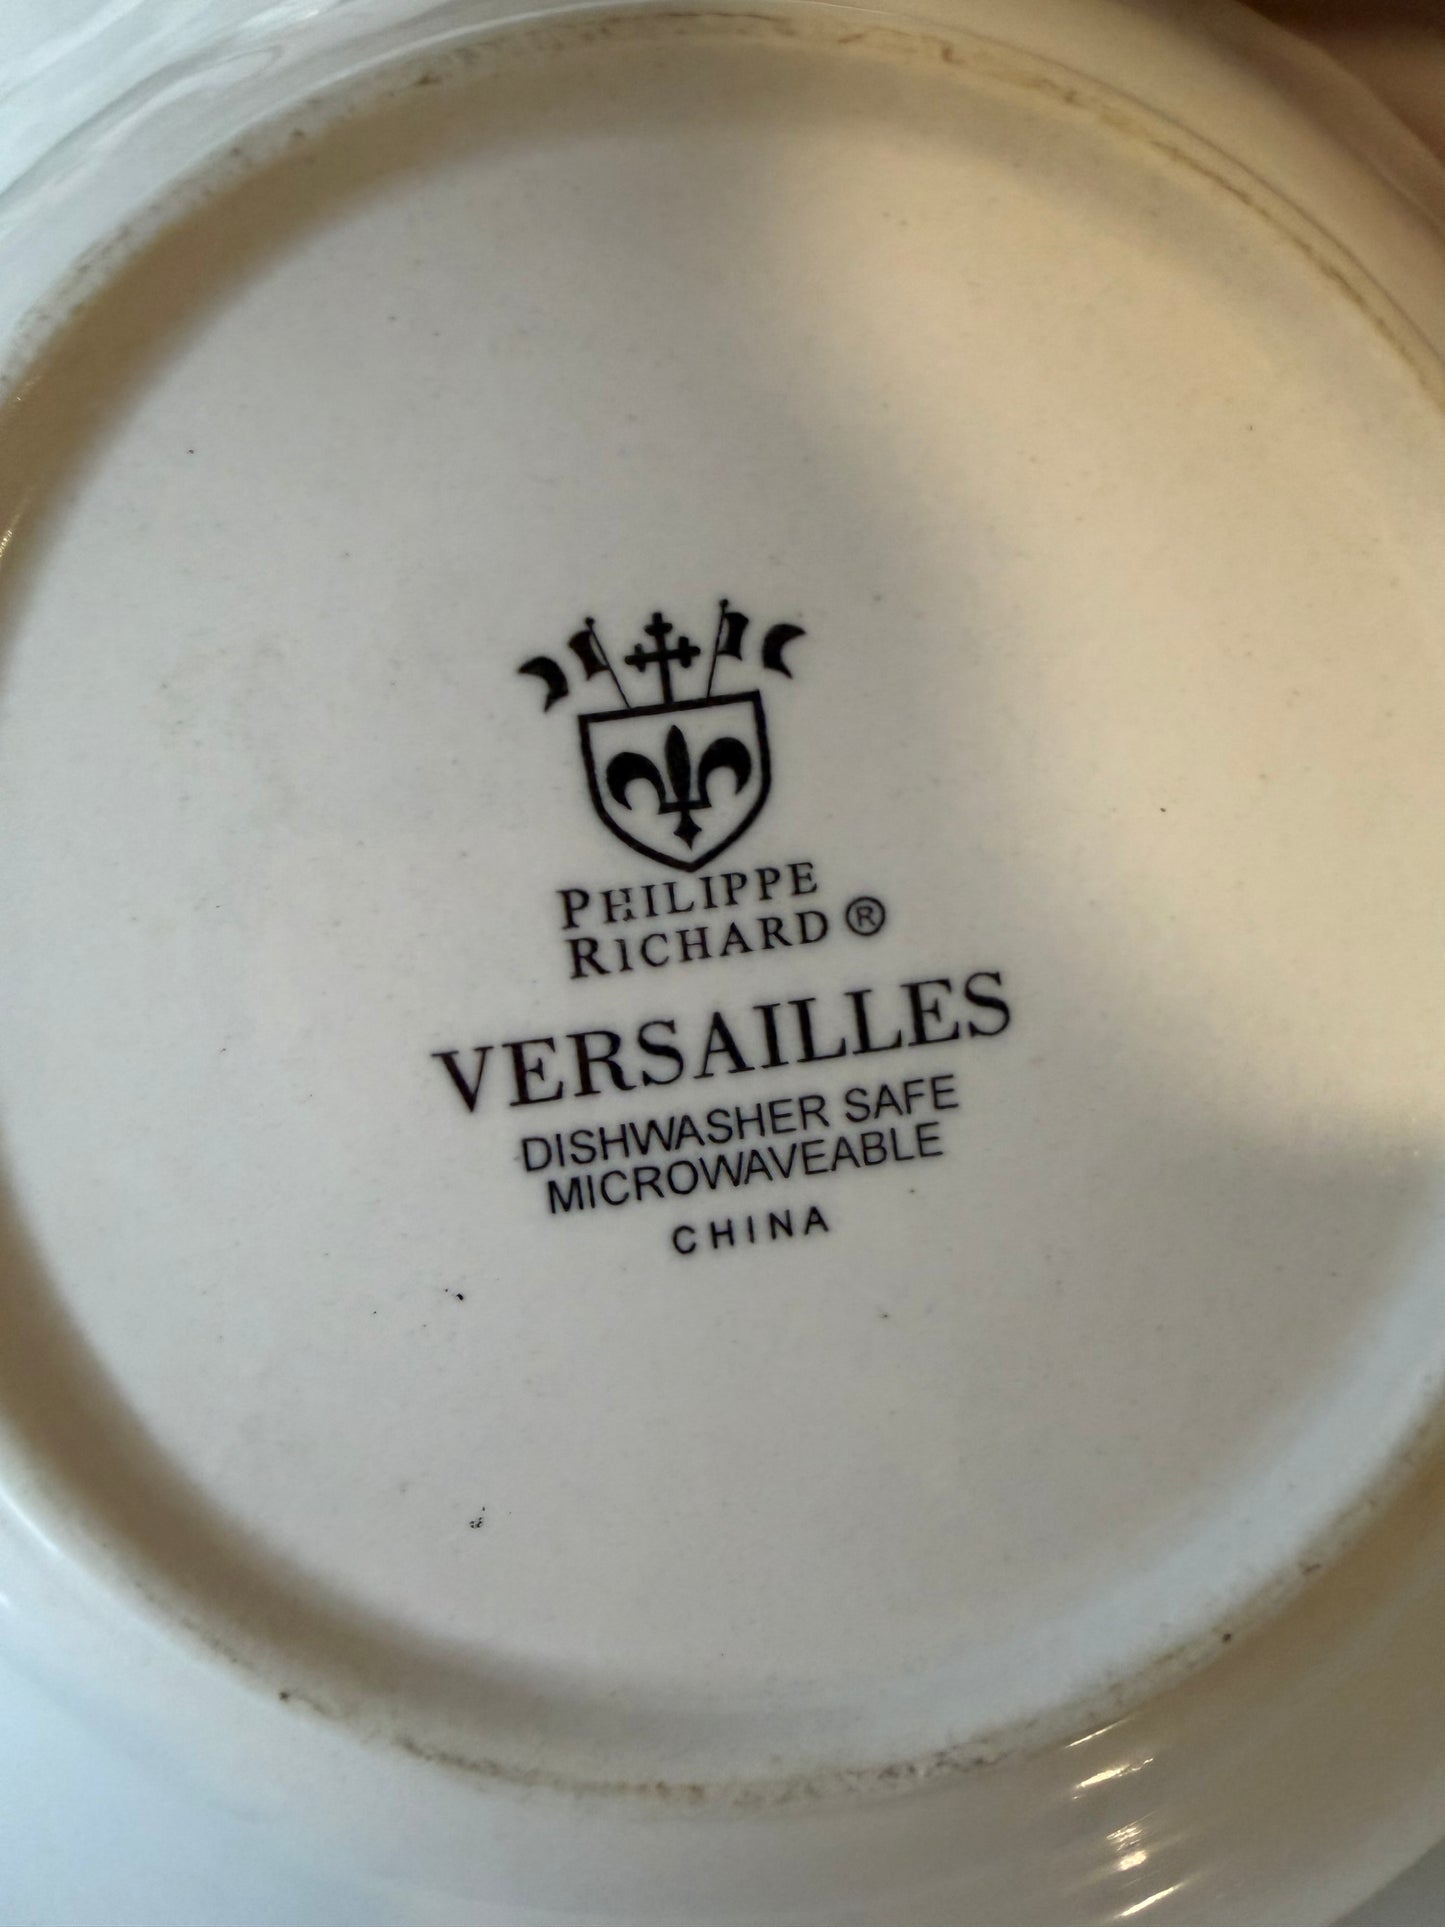 PHILIPPE
RICHARD ®
VERSAILLES
DISHWASHER SAFE
MICROWAVEABLE
CHINA